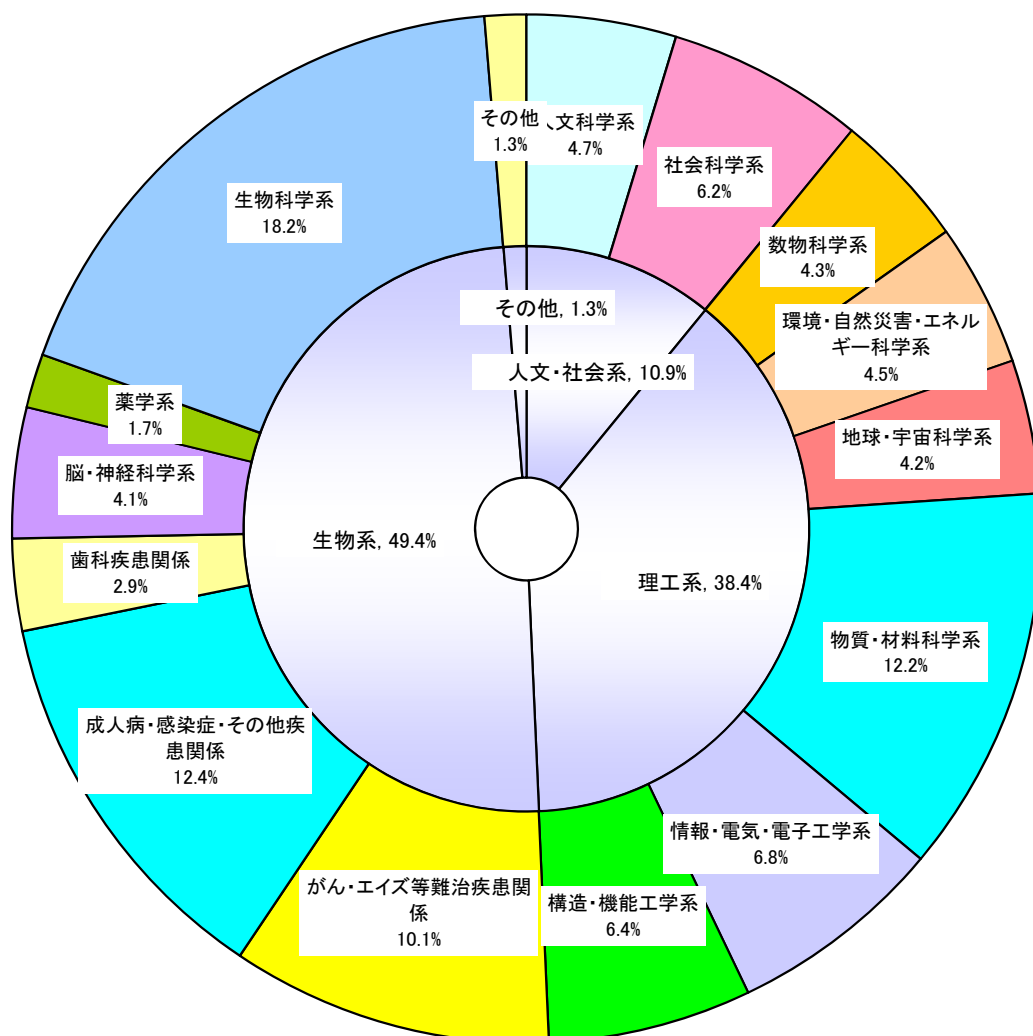 その他
1.3%
人文科学系
4.7%
社会科学系
6.2%
数物科学系
4.3%
環境・自然災害・エネル
ギー科学系
4.5%
地球・宇宙科学系
4.2%
物質・材料科学系
12.2%
情報・電気・電子工学系
6.8%
構造・機能工学系
6.4%
がん・エイズ等難治疾患関
係
10.1%
成人病・感染症・その他疾
患関係
12.4%
歯科疾患関係
2.9%
脳・神経科学系
4.1%
薬学系
1.7%
生物科学系
18.2%
その他, 1.3%
人文・社会系, 10.9%
理工系, 38.4%
生物系, 49.4%